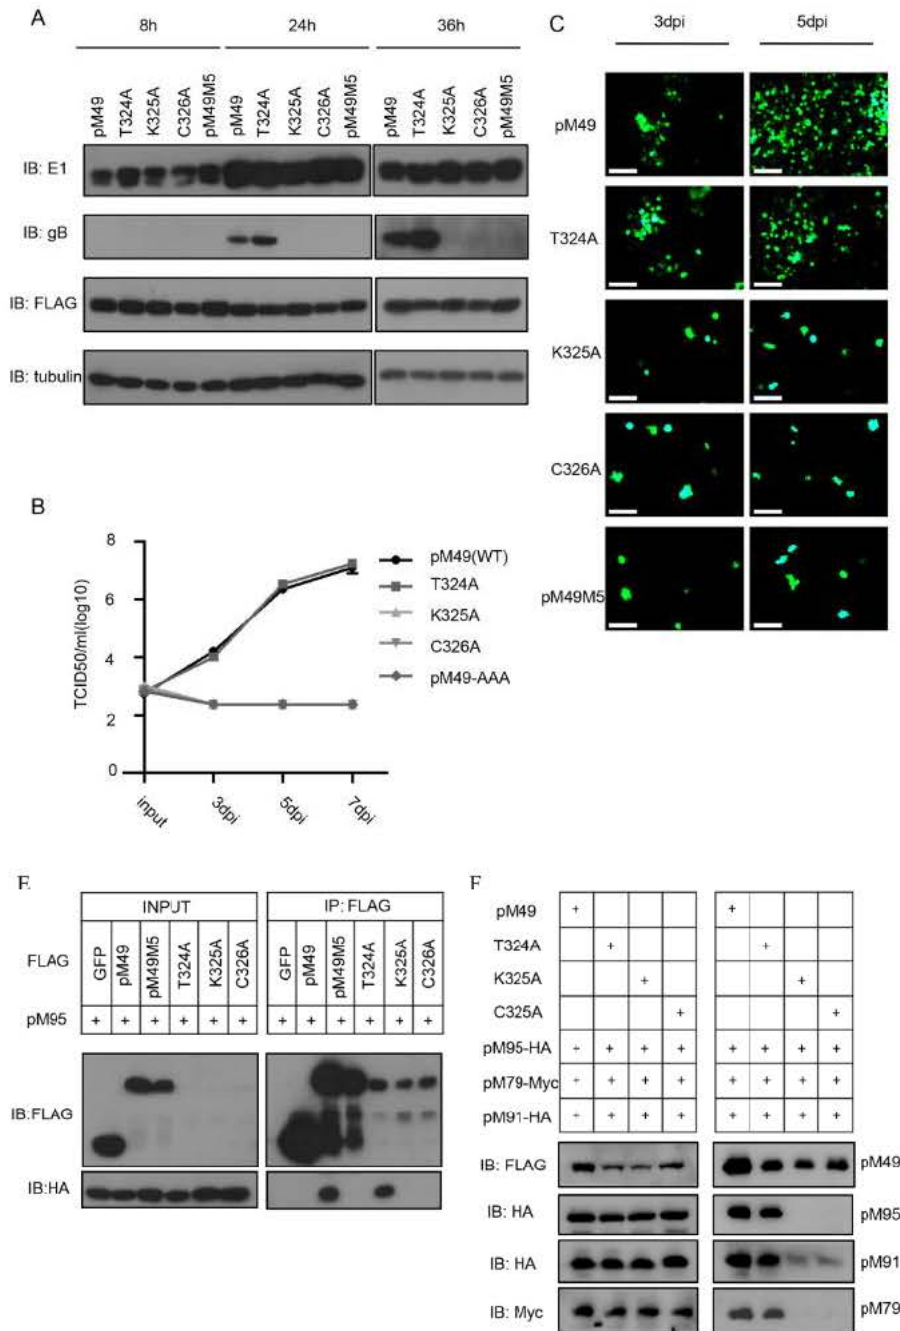 A
8h 24h 36h
pM49 T324A K325A C326A pM49M5 pM49 T324A K325A C326A pM49M5 pM49 T324A K325A C326A pM49M5
IB: E1
IB: gB
IB: FLAG
IB: tubulin
C
3dpi 5dpi
pM49
T324A
K325A
C326A
pM49M5
B
TCID50/ml(log10)
8
6
4
2
0
input 3dpi 5dpi 7dpi
pM49(WT)
T324A
K325A
C326A
pM49-AAA
E
INPUT IP: FLAG
FLAG GFP pM49 pM49M5 T324A K325A C326A GFP pM49 pM49M5 T324A K325A C326A
pM95 + + + + + + + + + + + +
IB:FLAG
IB:HA
F
pM49 + +
T324A + +
K325A + +
C325A + +
pM95-HA + + + + + + + +
pM79-Myc + + + + + + + +
pM91-HA + + + + + + + +
IB: FLAG pM49
IB: HA pM95
IB: HA pM91
IB: Myc pM79